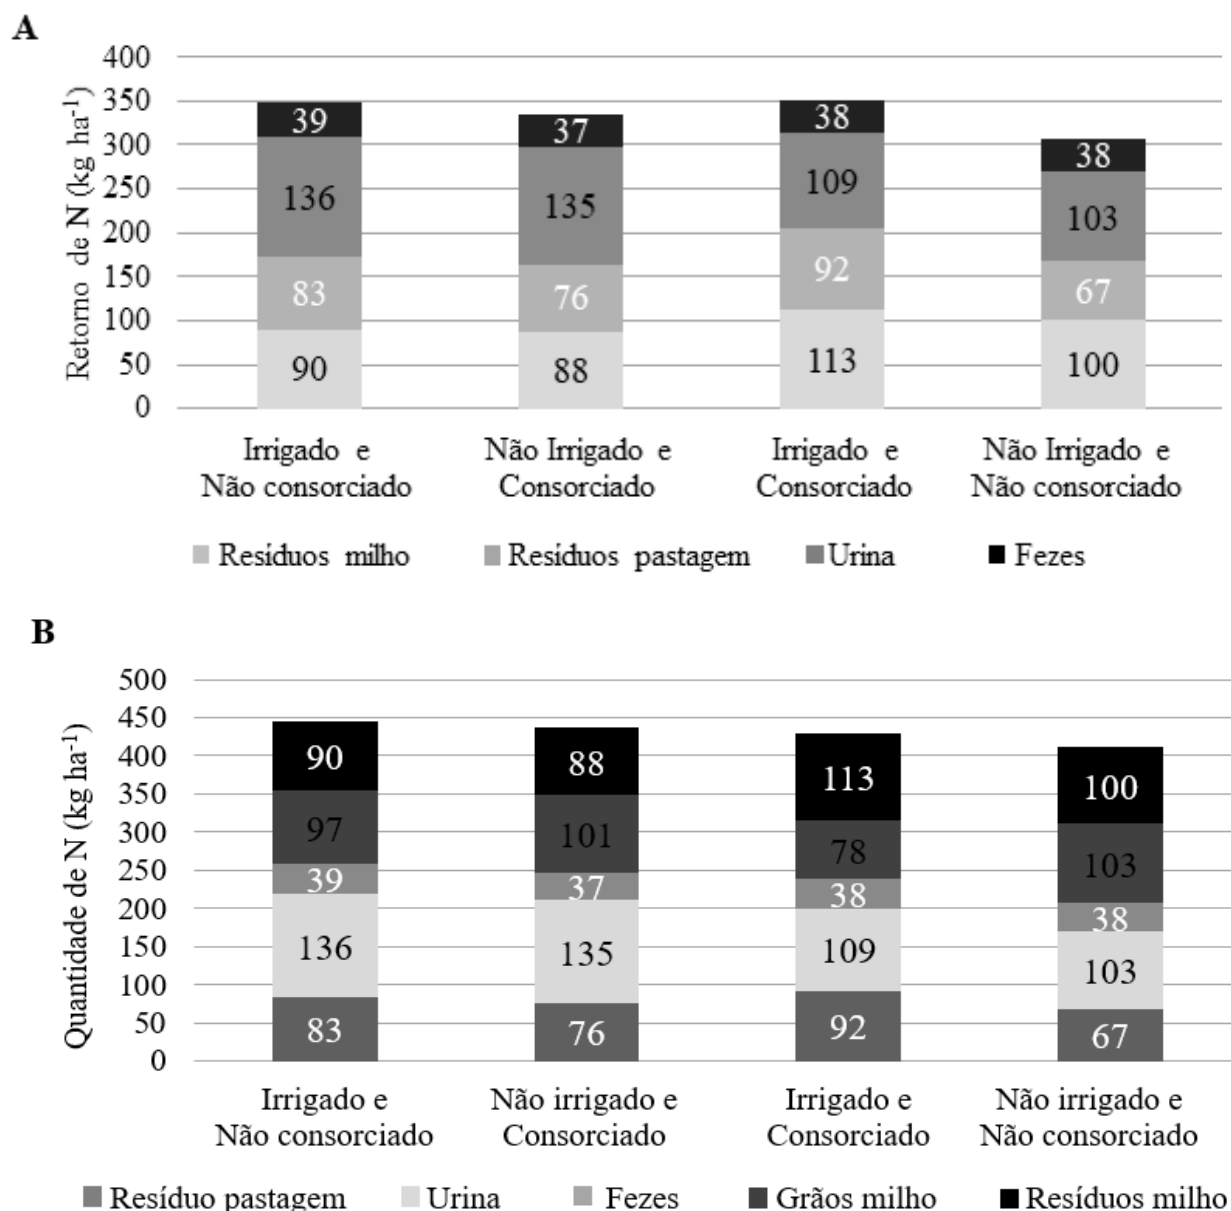 A
400
350
300
250
200
150
100
50
0
Retorno de N (kg ha-1)
39 37 38 38
136 135 109 103
83 76 92 67
90 88 113 100
Irrigado e Não Irrigado e Irrigado e Não Irrigado e
Não consorciado Consorciado Consorciado Não consorciado
Resíduos milho Resíduos pastagem Urina Fezes
B
500
450
400
350
300
250
200
150
100
50
0
Quantidade de N (kg ha-1)
90 88 113 100
97 101 78 103
39 37 38 38
136 135 109 103
83 76 92 67
Irrigado e Não irrigado e Irrigado e Não irrigado e
Não consorciado Consorciado Consorciado Não consorciado
Resíduo pastagem Urina Fezes Grãos milho Resíduos milho